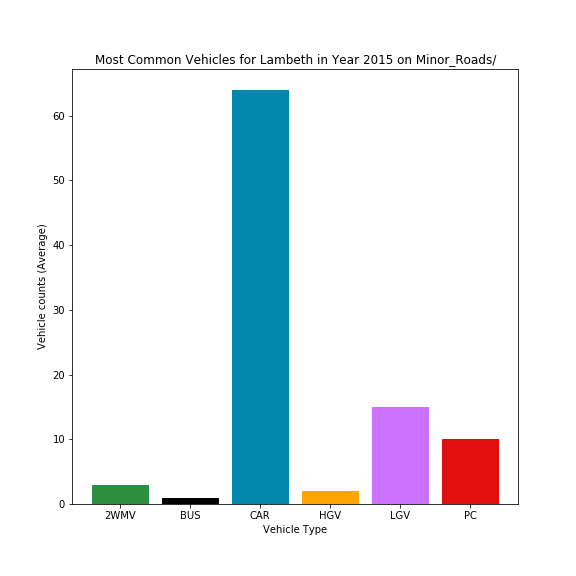 Most Common Vehicles for Lambeth in Year 2015 on Minor_Roads/
Vehicle counts (Average)
60
50
40
30
20
10
0
2WMV BUS CAR HGV LGV PC
Vehicle Type